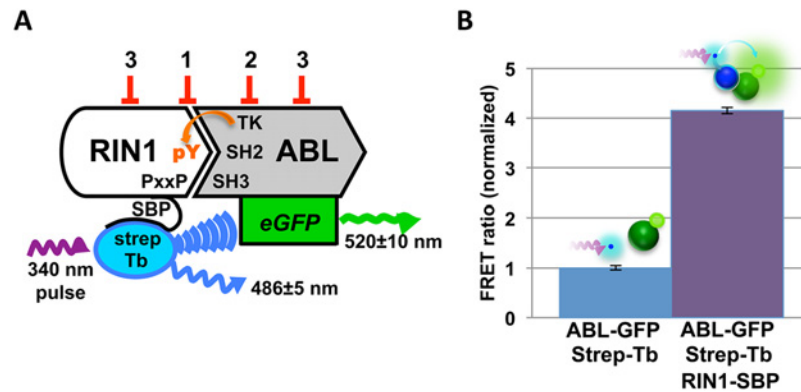 A
3 1 2 3
RIN1
pY
TK
SH2
ABL
PxxP
SH3
SBP
strep
Tb
eGFP
340 nm
pulse
486±5 nm
520±10 nm
B
FRET ratio (normalized)
5
4
3
2
1
0
ABL-GFP
Strep-Tb
ABL-GFP
Strep-Tb
RIN1-SBP